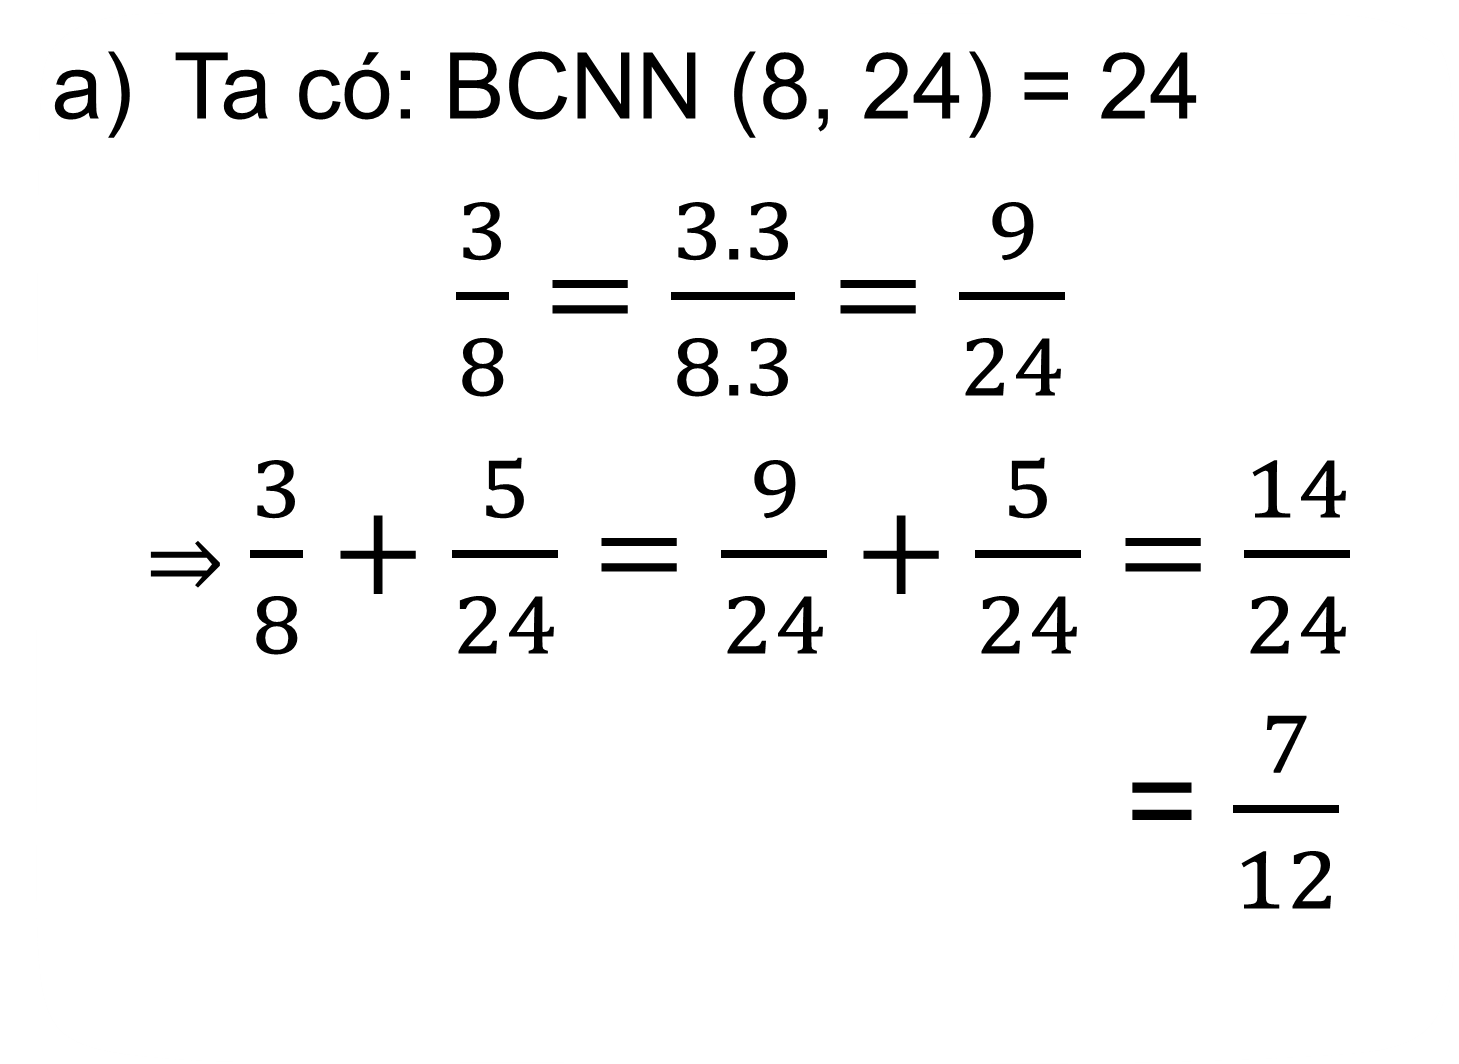 a) Ta có: BCNN (8, 24) = 24
3/8 = 3.3/8.3 = 9/24
⇒ 3/8 + 5/24 = 9/24 + 5/24 = 14/24
= 7/12